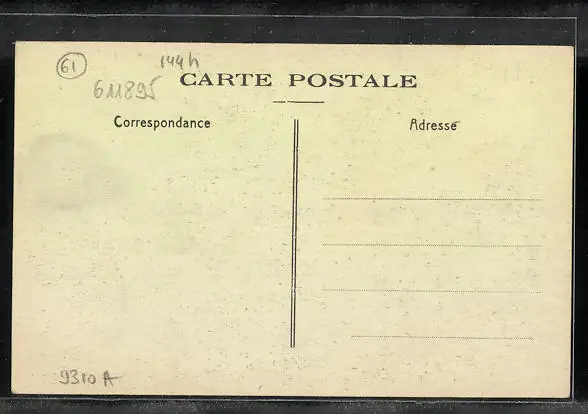 61
144h
611895
CARTE POSTALE
Correspondance
Adresse
9310 A